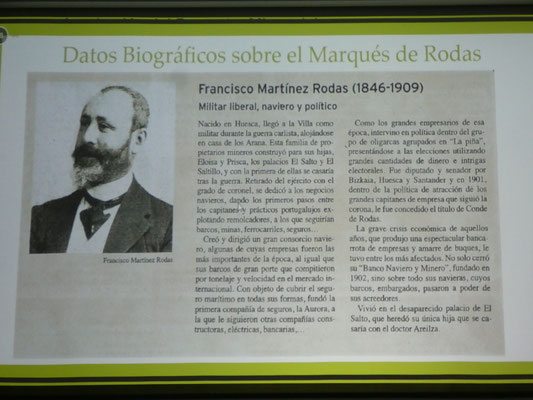 Datos Biográficos sobre el Marqués de Rodas
Francisco Martínez Rodas (1846-1909)
Militar liberal, naviero y político
Nacido en Huesca, llegó a la Villa como
militar durante la guerra carlista, alojándose
en casa de los Arana. Esta familia de pro-
pietarios mineros construyó para sus hijas,
Eloisa y Prisca, los palacios El Salto y El
Saltillo, y con la primera de ellas se casaría
tras la guerra. Retirado del ejército con el
grado de coronel, se dedicó a los negocios
navieros, dando los primeros pasos entre
los capitanes y prácticos portugalujos ex-
plotando remolcadores, a los que seguirían
barcos, minas, ferrocarriles, seguros...
Creó y dirigió un gran consorcio navie-
ro, algunas de cuyas empresas fueron las
más importantes de la época, al igual que
sus barcos de gran porte que compitieron
por tonelaje y velocidad en el mercado in-
ternacional. Con objeto de cubrir el segu-
ro marítimo en todas sus formas, fundó la
primera compañía de seguros, la Aurora, a
la que le siguieron otras compañías cons-
tructoras, eléctricas, bancarias,...
Como los grandes empresarios de esa
época, intervino en política dentro del gru-
po de oligarcas agrupados en "La piña",
presentándose a las elecciones utilizando
grandes cantidades de dinero e intrigas
electorales. Fue diputado y senador por
Bizkaia, Huesca y Santander y en 1901,
dentro de la política de atracción de los
grandes capitanes de empresa que siguió la
corona, le fue concedido el título de Conde
de Rodas.
La grave crisis económica de aquellos
años, que produjo una espectacular banca-
rrota de empresas y amarre de buques, le
tuvo entre los más afectados. No solo cerró
su "Banco Naviero y Minero", fundado en
1902, sino sobre todo sus navieras, cuyos
barcos, embargados, pasaron a poder de
sus acreedores.
Vivió en el desaparecido palacio de El
Salto, que heredó su única hija que se ca-
saría con el doctor Areilza.
Francisco Martínez Rodas